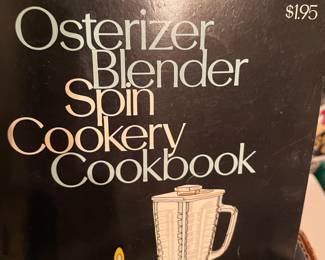 $1.95
Osterizer
Blender
Spin
Cookery
Cookbook